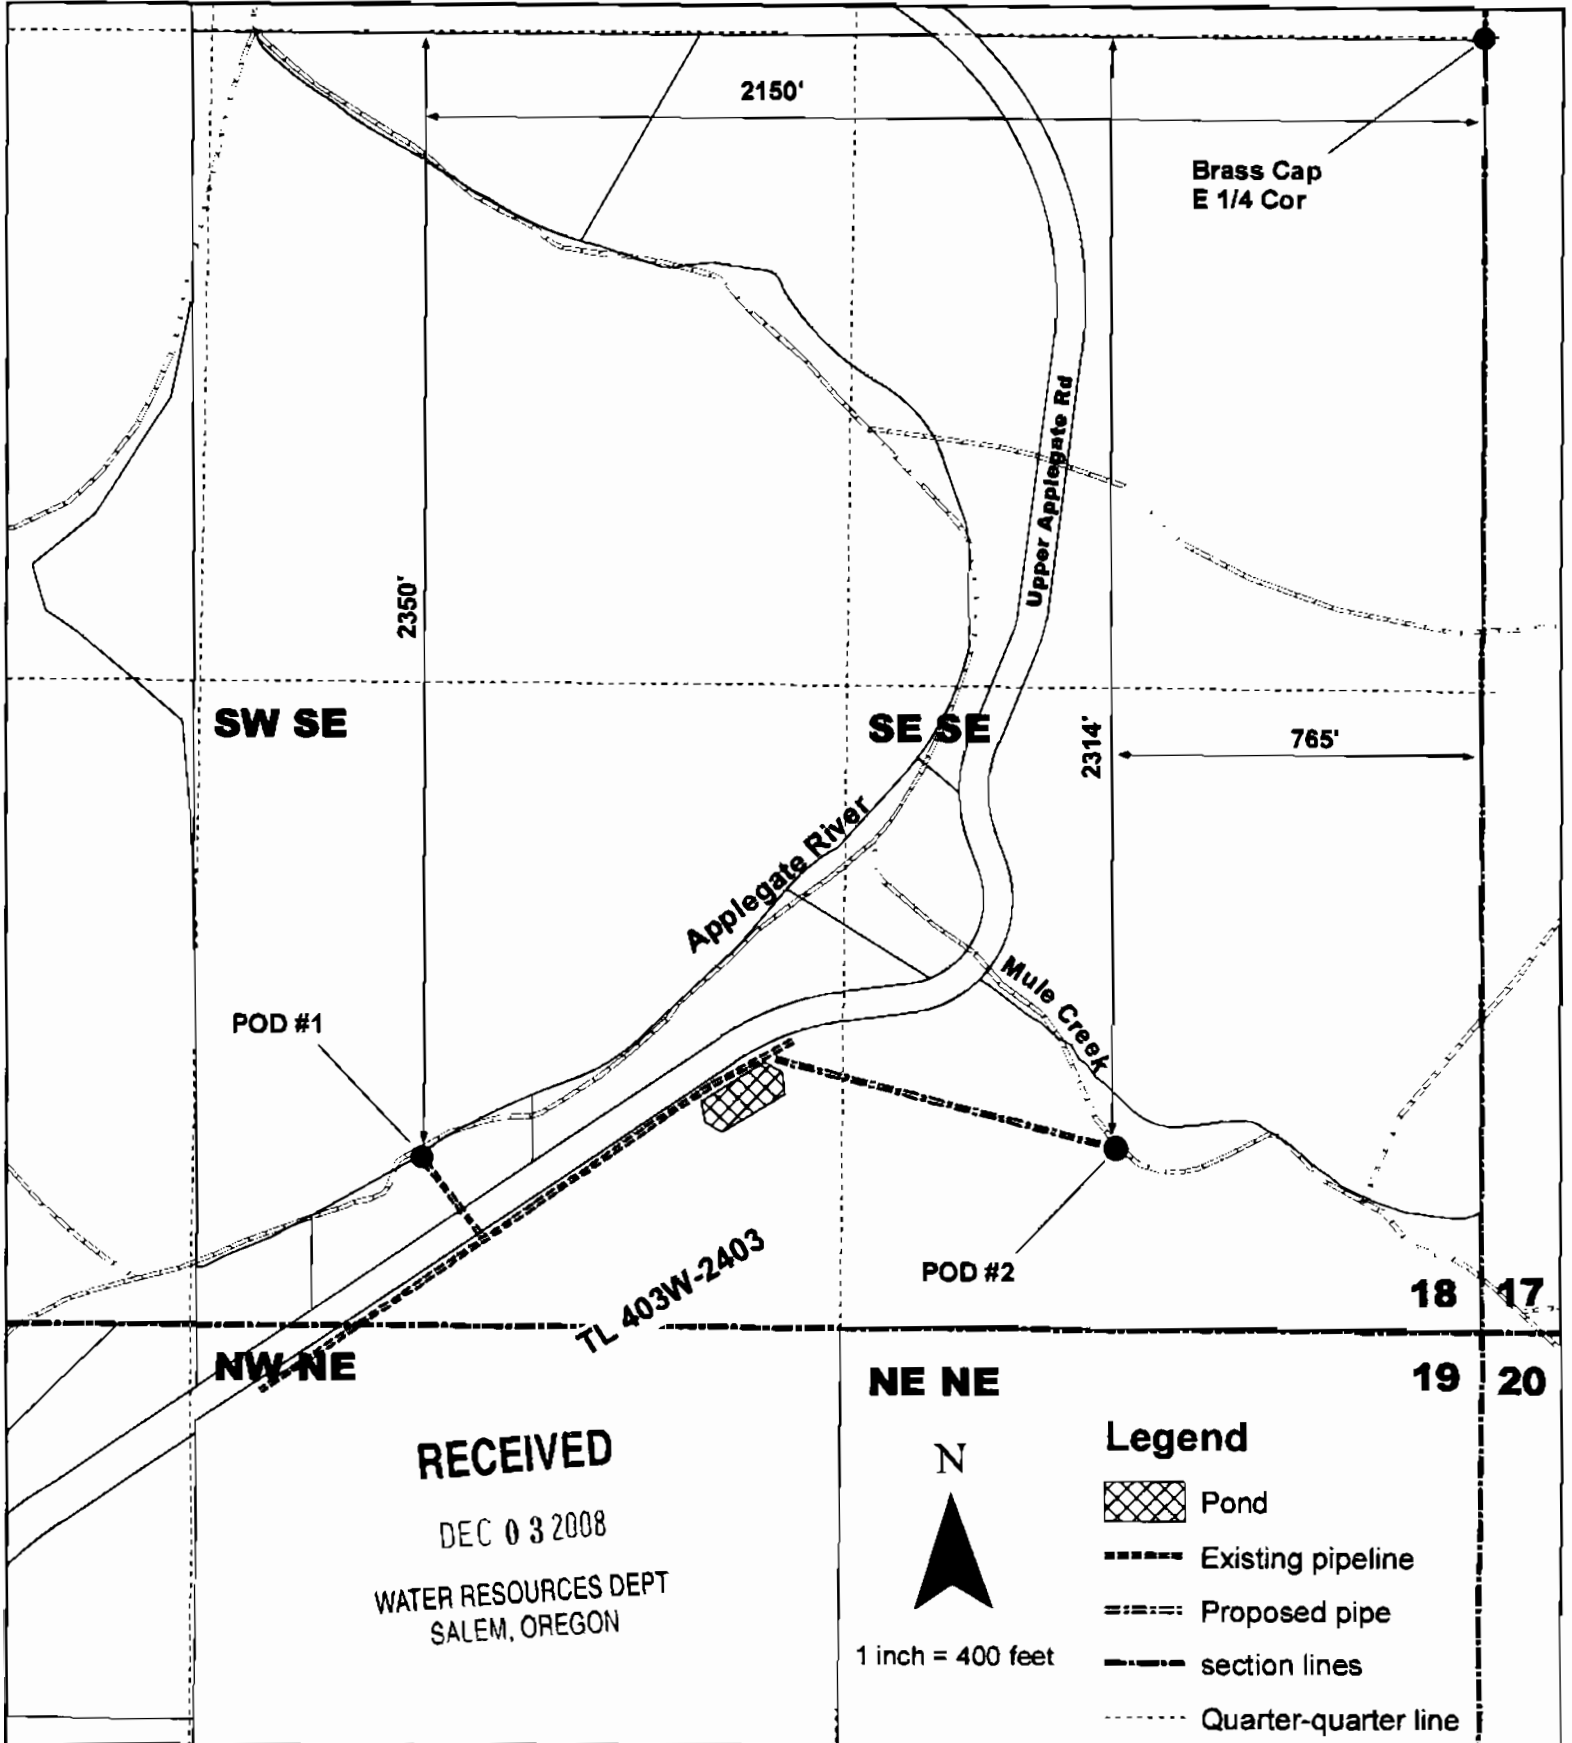 2150'
Brass Cap
E 1/4 Cor
Upper Applegate Rd
2350'
SW SE
SE SE
2314'
765'
Applegate River
Mule Creek
POD #1
POD #2
TL 403W-2403
18 17
NW NE
NE NE
19 20
RECEIVED
DEC 03 2008
WATER RESOURCES DEPT
SALEM, OREGON
N
1 inch = 400 feet
Legend
Pond
Existing pipeline
Proposed pipe
section lines
Quarter-quarter line